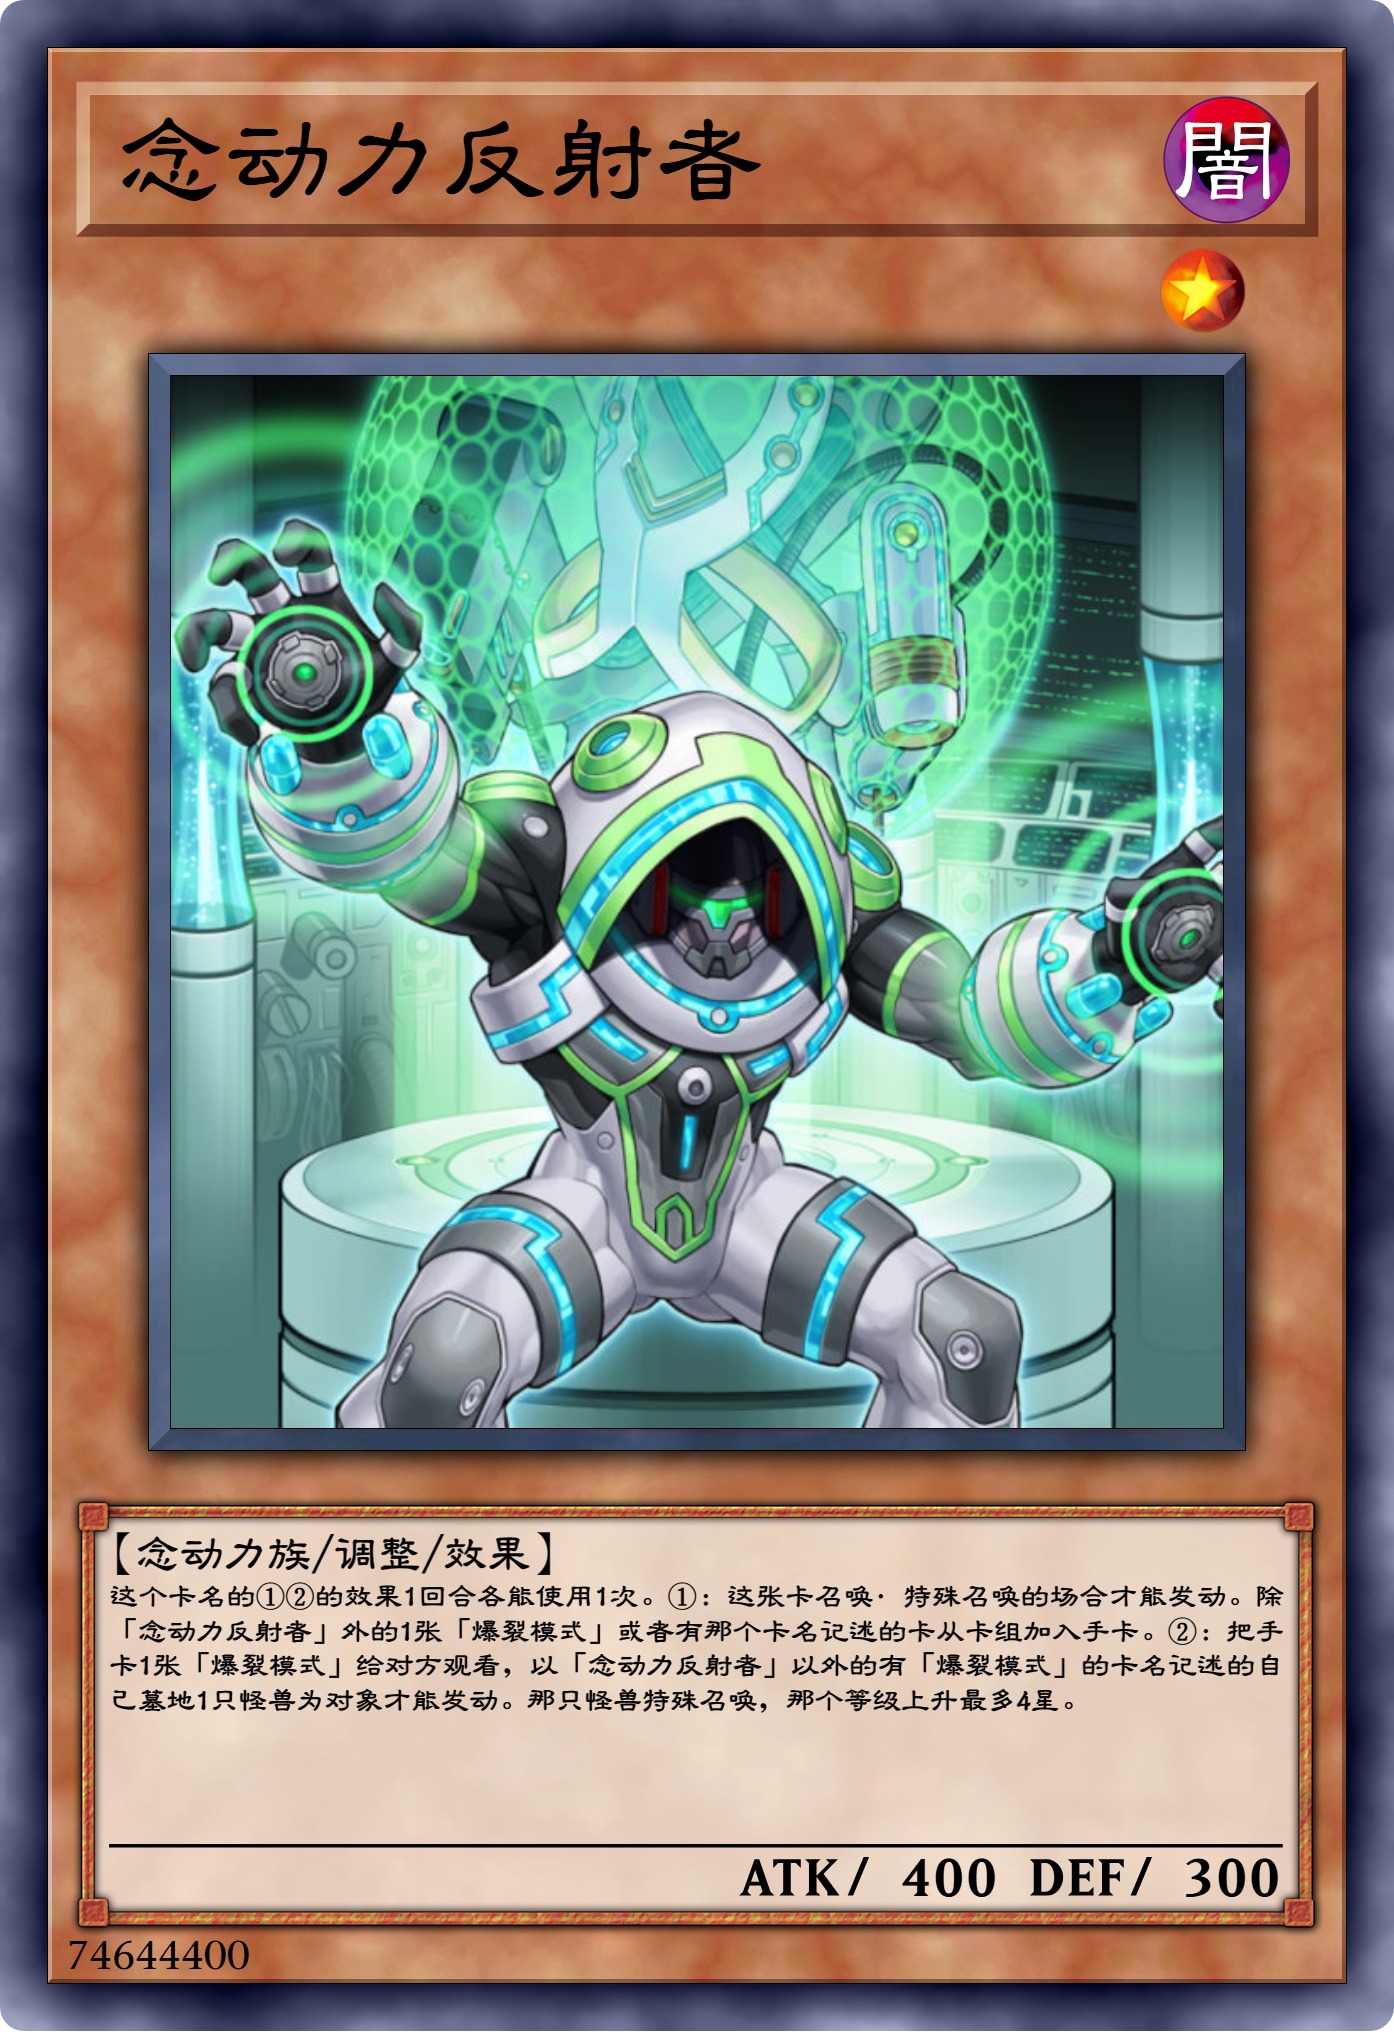 念动力反射者
闇
【念动力族/调整/效果】
这个卡名的①②的效果1回合各能使用1次。①：这张卡召唤·特殊召唤的场合才能发动。除
「念动力反射者」外的1张「爆裂模式」或者有那个卡名记述的卡从卡组加入手卡。②：把手
卡1张「爆裂模式」给对方观看，以「念动力反射者」以外的有「爆裂模式」的卡名记述的自
己墓地1只怪兽为对象才能发动。那只怪兽特殊召唤，那个等级上升最多4星。
ATK/ 400 DEF/ 300
74644400